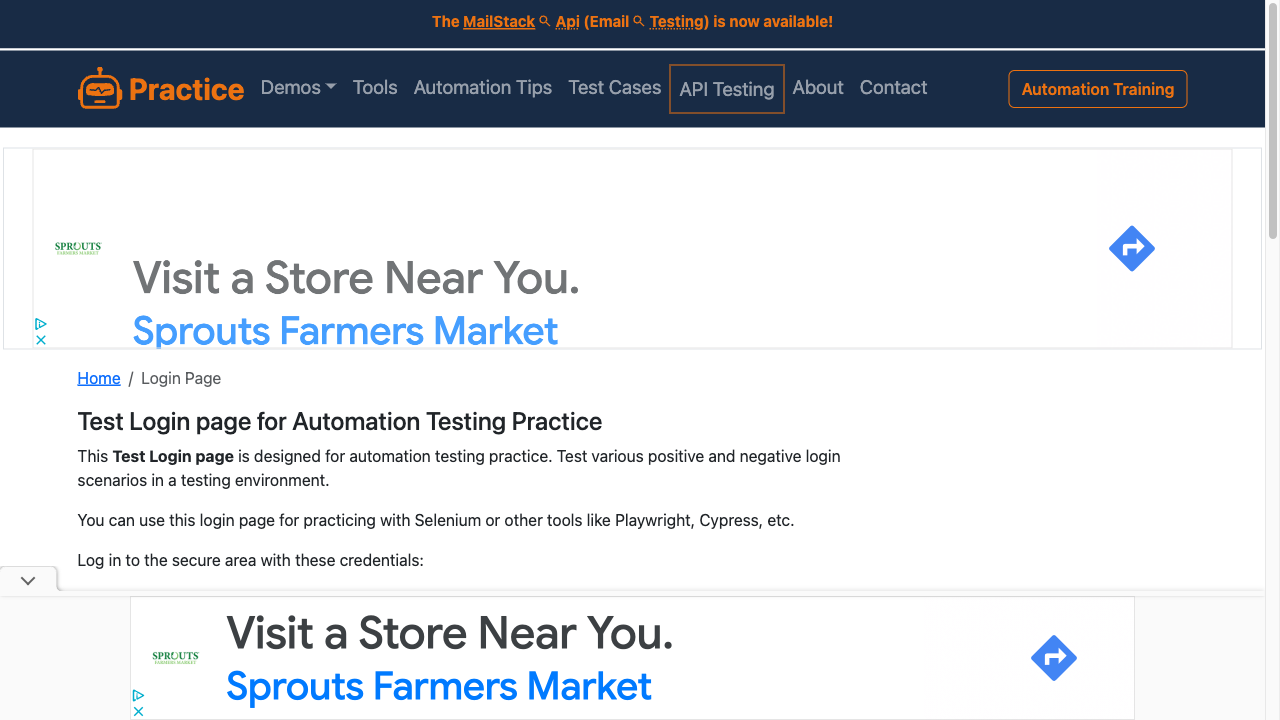 The MailStack Api (Email Testing) is now available!
Practice Demos Tools Automation Tips Test Cases API Testing About Contact Automation Training
SPROUTS
FARMERS MARKET
Visit a Store Near You.
Sprouts Farmers Market
Home / Login Page
Test Login page for Automation Testing Practice
This Test Login page is designed for automation testing practice. Test various positive and negative login
scenarios in a testing environment.
You can use this login page for practicing with Selenium or other tools like Playwright, Cypress, etc.
Log in to the secure area with these credentials:
SPROUTS
FARMERS MARKET
Visit a Store Near You.
Sprouts Farmers Market